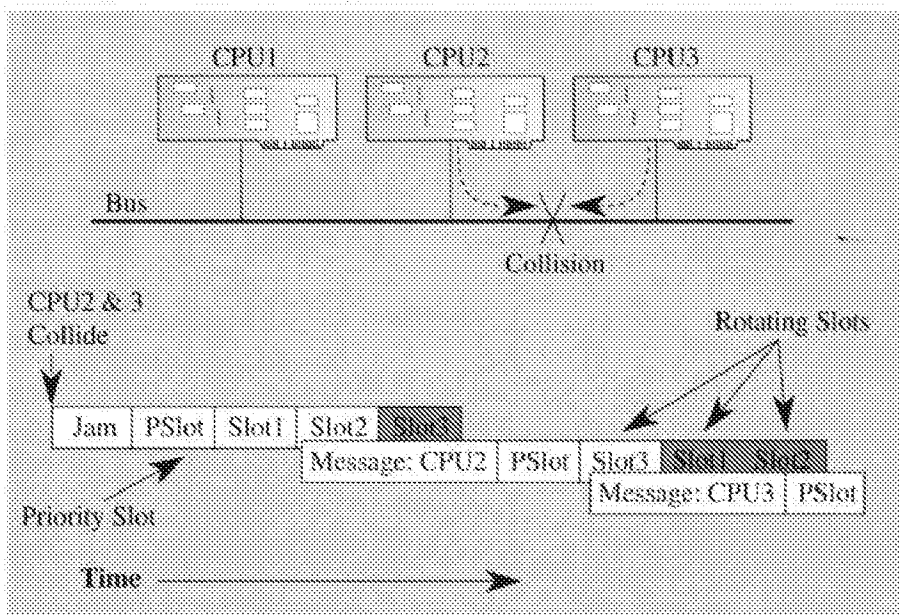 CPU1 CPU2 CPU3
Bus
Collision
CPU2 & 3
Collide
Rotating Slots
Jam PSlot Slot1 Slot2
Message: CPU2 PSlot Slot3 Slot1 Slot2
Message: CPU3 PSlot
Priority Slot
Time